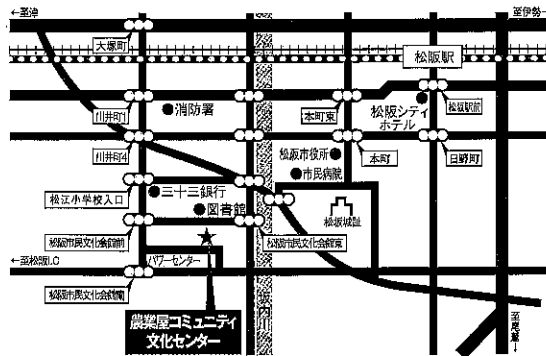 ←至津
至伊勢→
大塚町
松阪駅
川井町1
消防署
本町東
松阪シティ
ホテル
松阪駅前
川井町4
松阪市役所
市民病院
本町
日野町
松江小学校入口
三十三銀行
図書館
松坂城跡
松阪市民文化会館前
松阪市民文化会館東
←至松阪I.C
パワーセンター
松阪市民文化会館南
農業屋コミュニティ
文化センター
阪内川
至尾鷲→